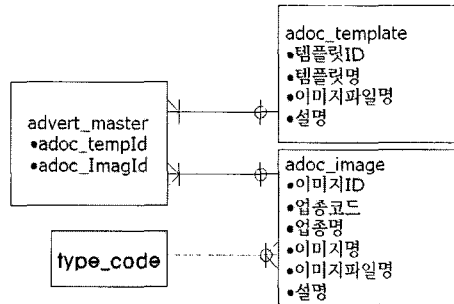 adoc_template
•템플릿ID
•템플릿명
•이미지파일명
•설명
advert_master
•adoc_tempId
•adoc_ImagId
adoc_image
•이미지ID
•업종코드
•업종명
•이미지명
•이미지파일명
•설명
type_code